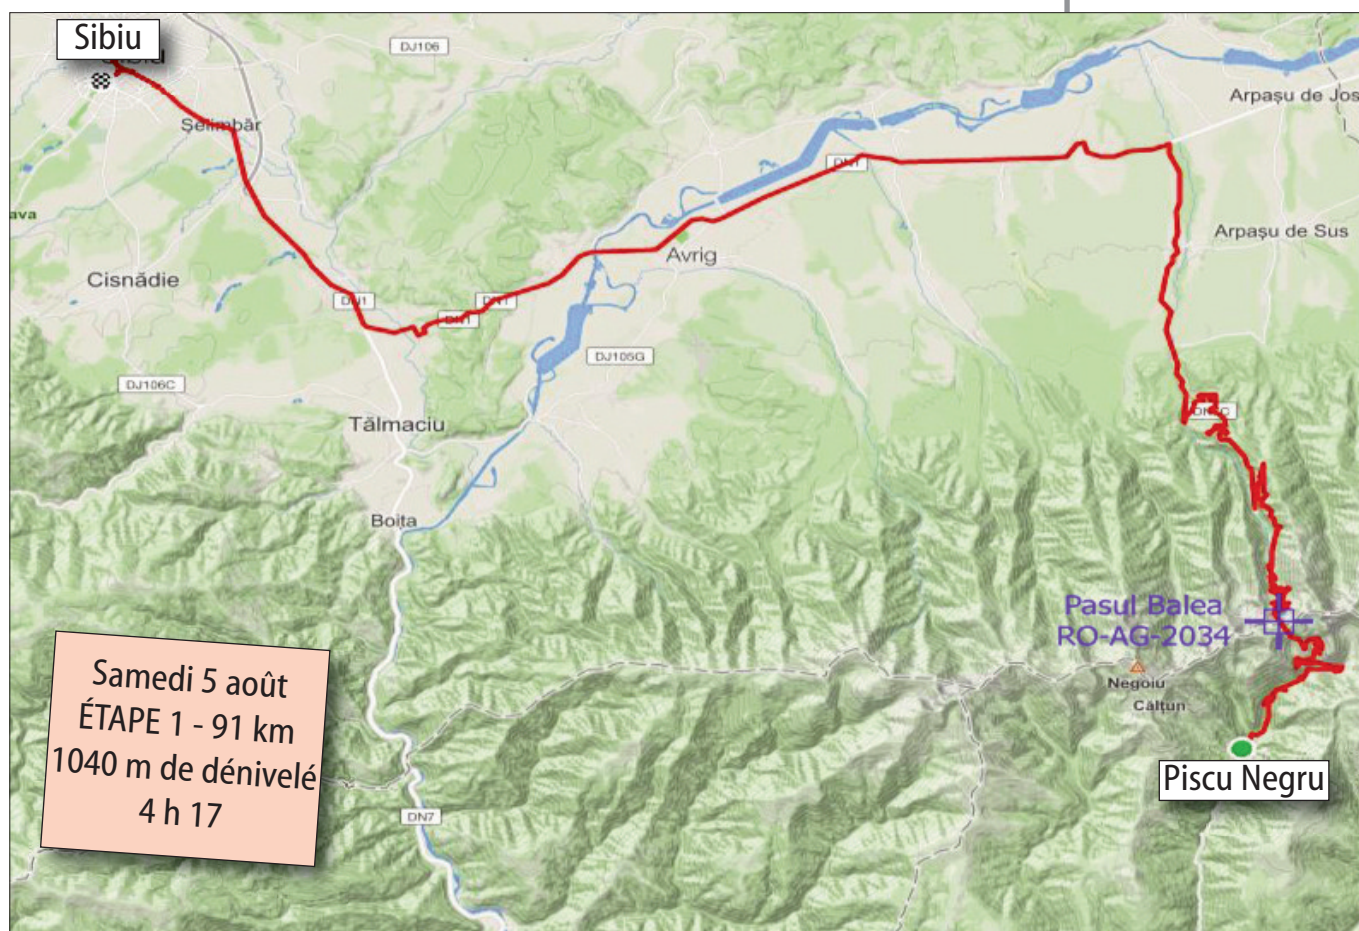 Sibiu
DJ106
Arpaşu de Jos
Şelimbăr
DN1
ava
Arpaşu de Sus
Avrig
Cisnădie
DN1
DN1
DN1
DJ105G
DJ106C
Tălmaciu
Boiţa
Pasul Balea
RO-AG-2034
Negoiu
Călţun
Samedi 5 août
ÉTAPE 1 - 91 km
1040 m de dénivelé
4 h 17
Piscu Negru
DN7